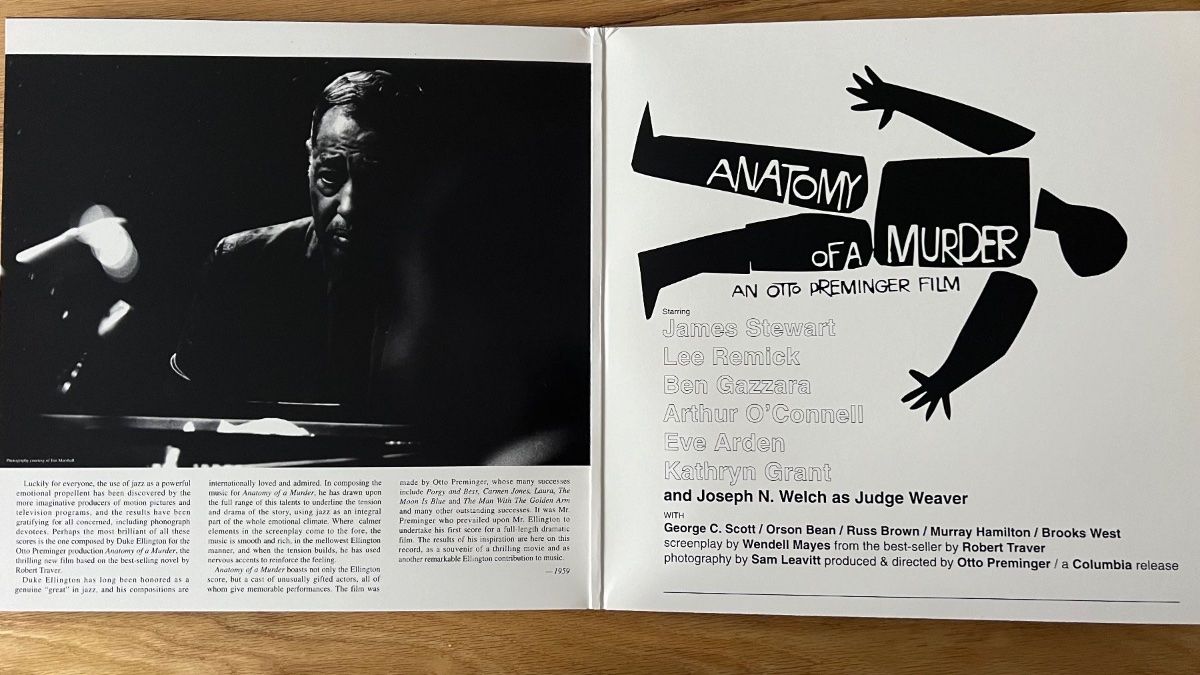 Photography courtesy of Jim Marshall
Luckily for everyone, the use of jazz as a powerful
emotional propellent has been discovered by the
more imaginative producers of motion pictures and
television programs, and the results have been
gratifying for all concerned, including phonograph
devotees. Perhaps the most brilliant of all these
scores is the one composed by Duke Ellington for the
Otto Preminger production Anatomy of a Murder, the
thrilling new film based on the best-selling novel by
Robert Traver.
Duke Ellington has long been honored as a
genuine "great" in jazz, and his compositions are
internationally loved and admired. In composing the
music for Anatomy of a Murder, he has drawn upon
the full range of this talents to underline the tension
and drama of the story, using jazz as an integral
part of the whole emotional climate. Where calmer
elements in the screenplay come to the fore, the
music is smooth and rich, in the mellowest Ellington
manner, and when the tension builds, he has used
nervous accents to reinforce the feeling.
Anatomy of a Murder boasts not only the Ellington
score, but a cast of unusually gifted actors, all of
whom give memorable performances. The film was
made by Otto Preminger, whose many successes
include Porgy and Best, Carmen Jones, Laura, The
Moon Is Blue and The Man With The Golden Arm
and many other outstanding successes. It was Mr.
Preminger who prevailed upon Mr. Ellington to
undertake his first score for a full-length dramatic
film. The results of his inspiration are here on this
record, as a souvenir of a thrilling movie and as
another remarkable Ellington contribution to music.
—1959
ANATOMY
OF A MURDER
AN OTTO PREMINGER FILM
Starring
James Stewart
Lee Remick
Ben Gazzara
Arthur O'Connell
Eve Arden
Kathryn Grant
and Joseph N. Welch as Judge Weaver
WITH
George C. Scott / Orson Bean / Russ Brown / Murray Hamilton / Brooks West
screenplay by Wendell Mayes from the best-seller by Robert Traver
photography by Sam Leavitt produced & directed by Otto Preminger / a Columbia release